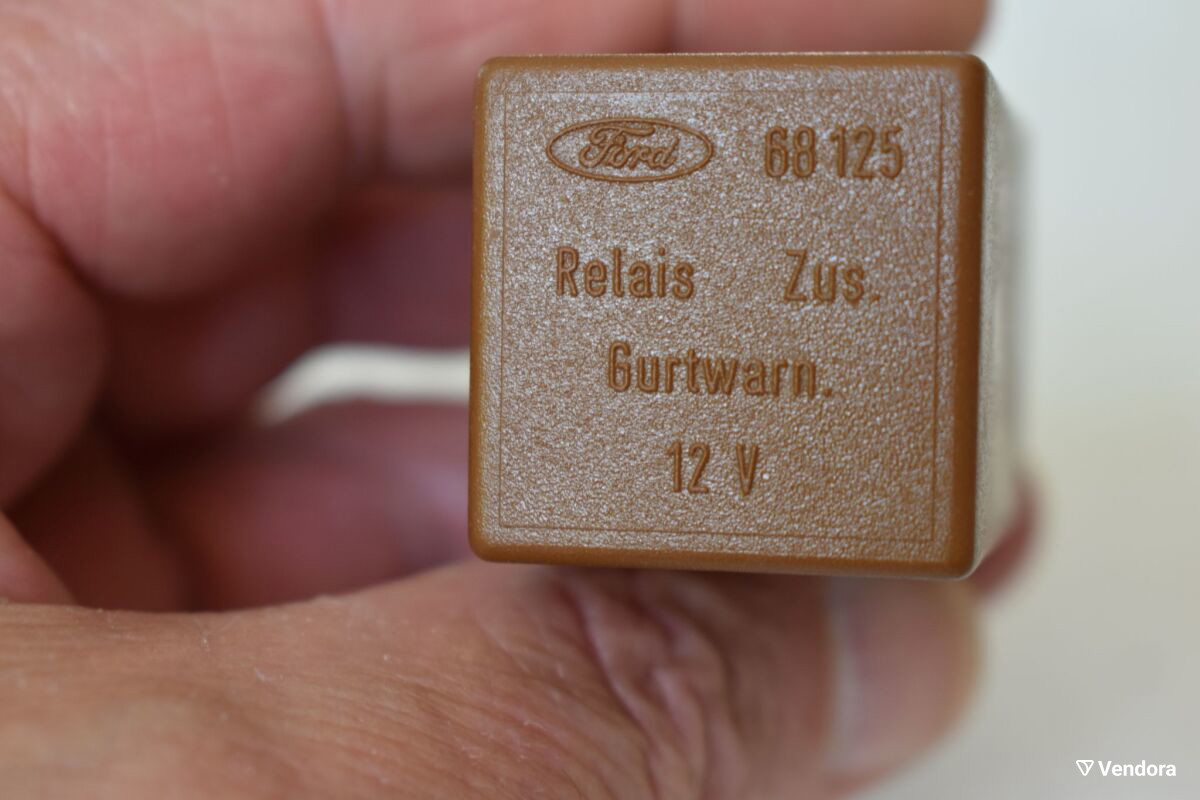 Ford 68 125
Relais Zus.
Gurtwarn.
12 V
Vendora